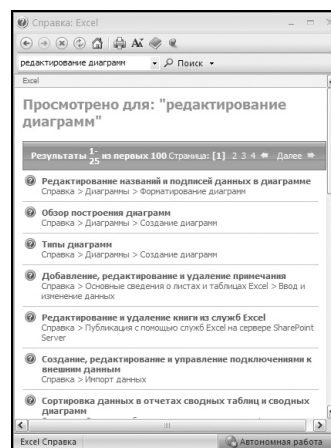 Справка: Excel
редактирование диаграмм
Поиск
Excel
Просмотрено для: "редактирование
диаграмм"
Результаты 1-25 из первых 100 Страница: [1] 2 3 4 Далее
Редактирование названий и подписей данных в диаграмме
Справка > Диаграммы > Форматирование диаграмм
Обзор построения диаграмм
Справка > Диаграммы > Создание диаграмм
Типы диаграмм
Справка > Диаграммы > Создание диаграмм
Добавление, редактирование и удаление примечания
Справка > Основные сведения о листах и таблицах Excel > Ввод и
изменение данных
Редактирование и удаление книги из служб Excel
Справка > Публикация с помощью служб Excel на сервере SharePoint
Server
Создание, редактирование и управление подключениями к
внешним данным
Справка > Импорт данных
Сортировка данных в отчетах сводных таблиц и сводных
диаграмм
Excel Справка
Автономная работа